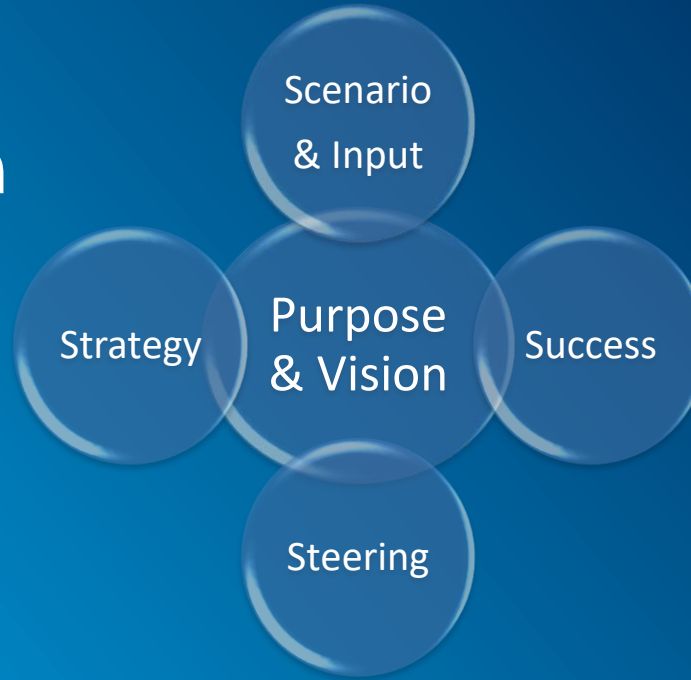 Scenario
& Input
Strategy
Purpose
& Vision
Success
Steering